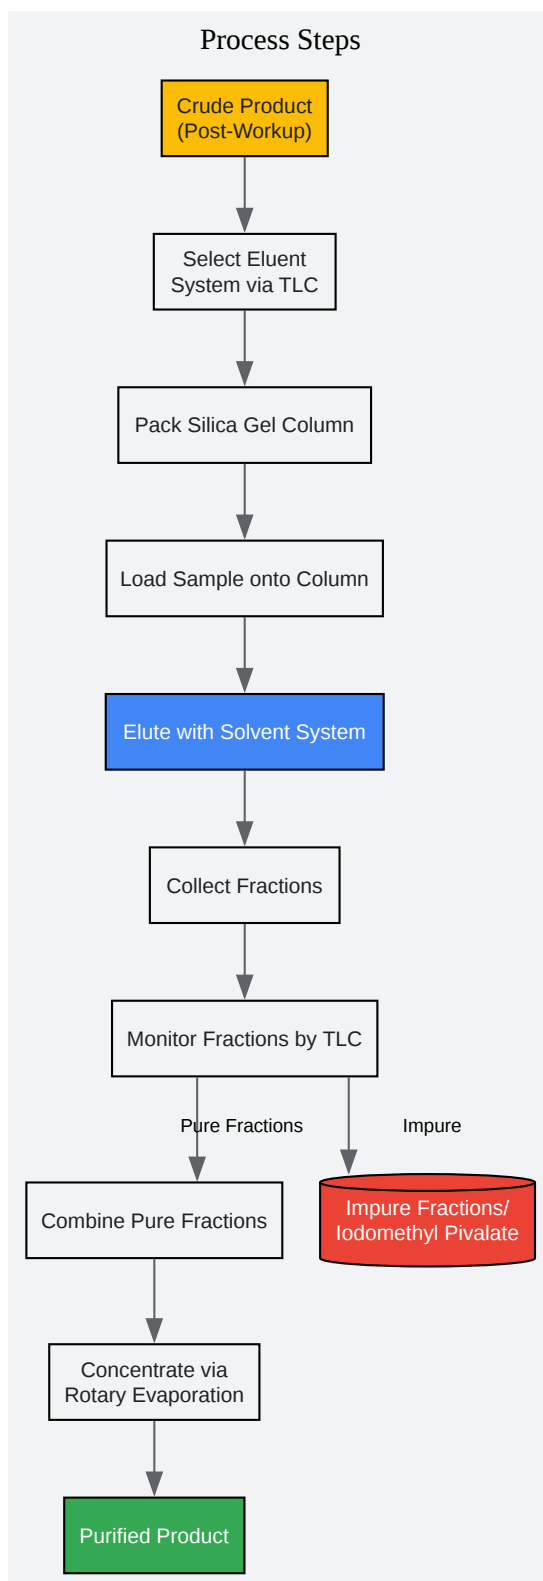 Process Steps
Crude Product
(Post-Workup)
Select Eluent
System via TLC
Pack Silica Gel Column
Load Sample onto Column
Elute with Solvent System
Collect Fractions
Monitor Fractions by TLC
Pure Fractions
Impure
Combine Pure Fractions
Impure Fractions/
Iodomethyl Pivalate
Concentrate via
Rotary Evaporation
Purified Product